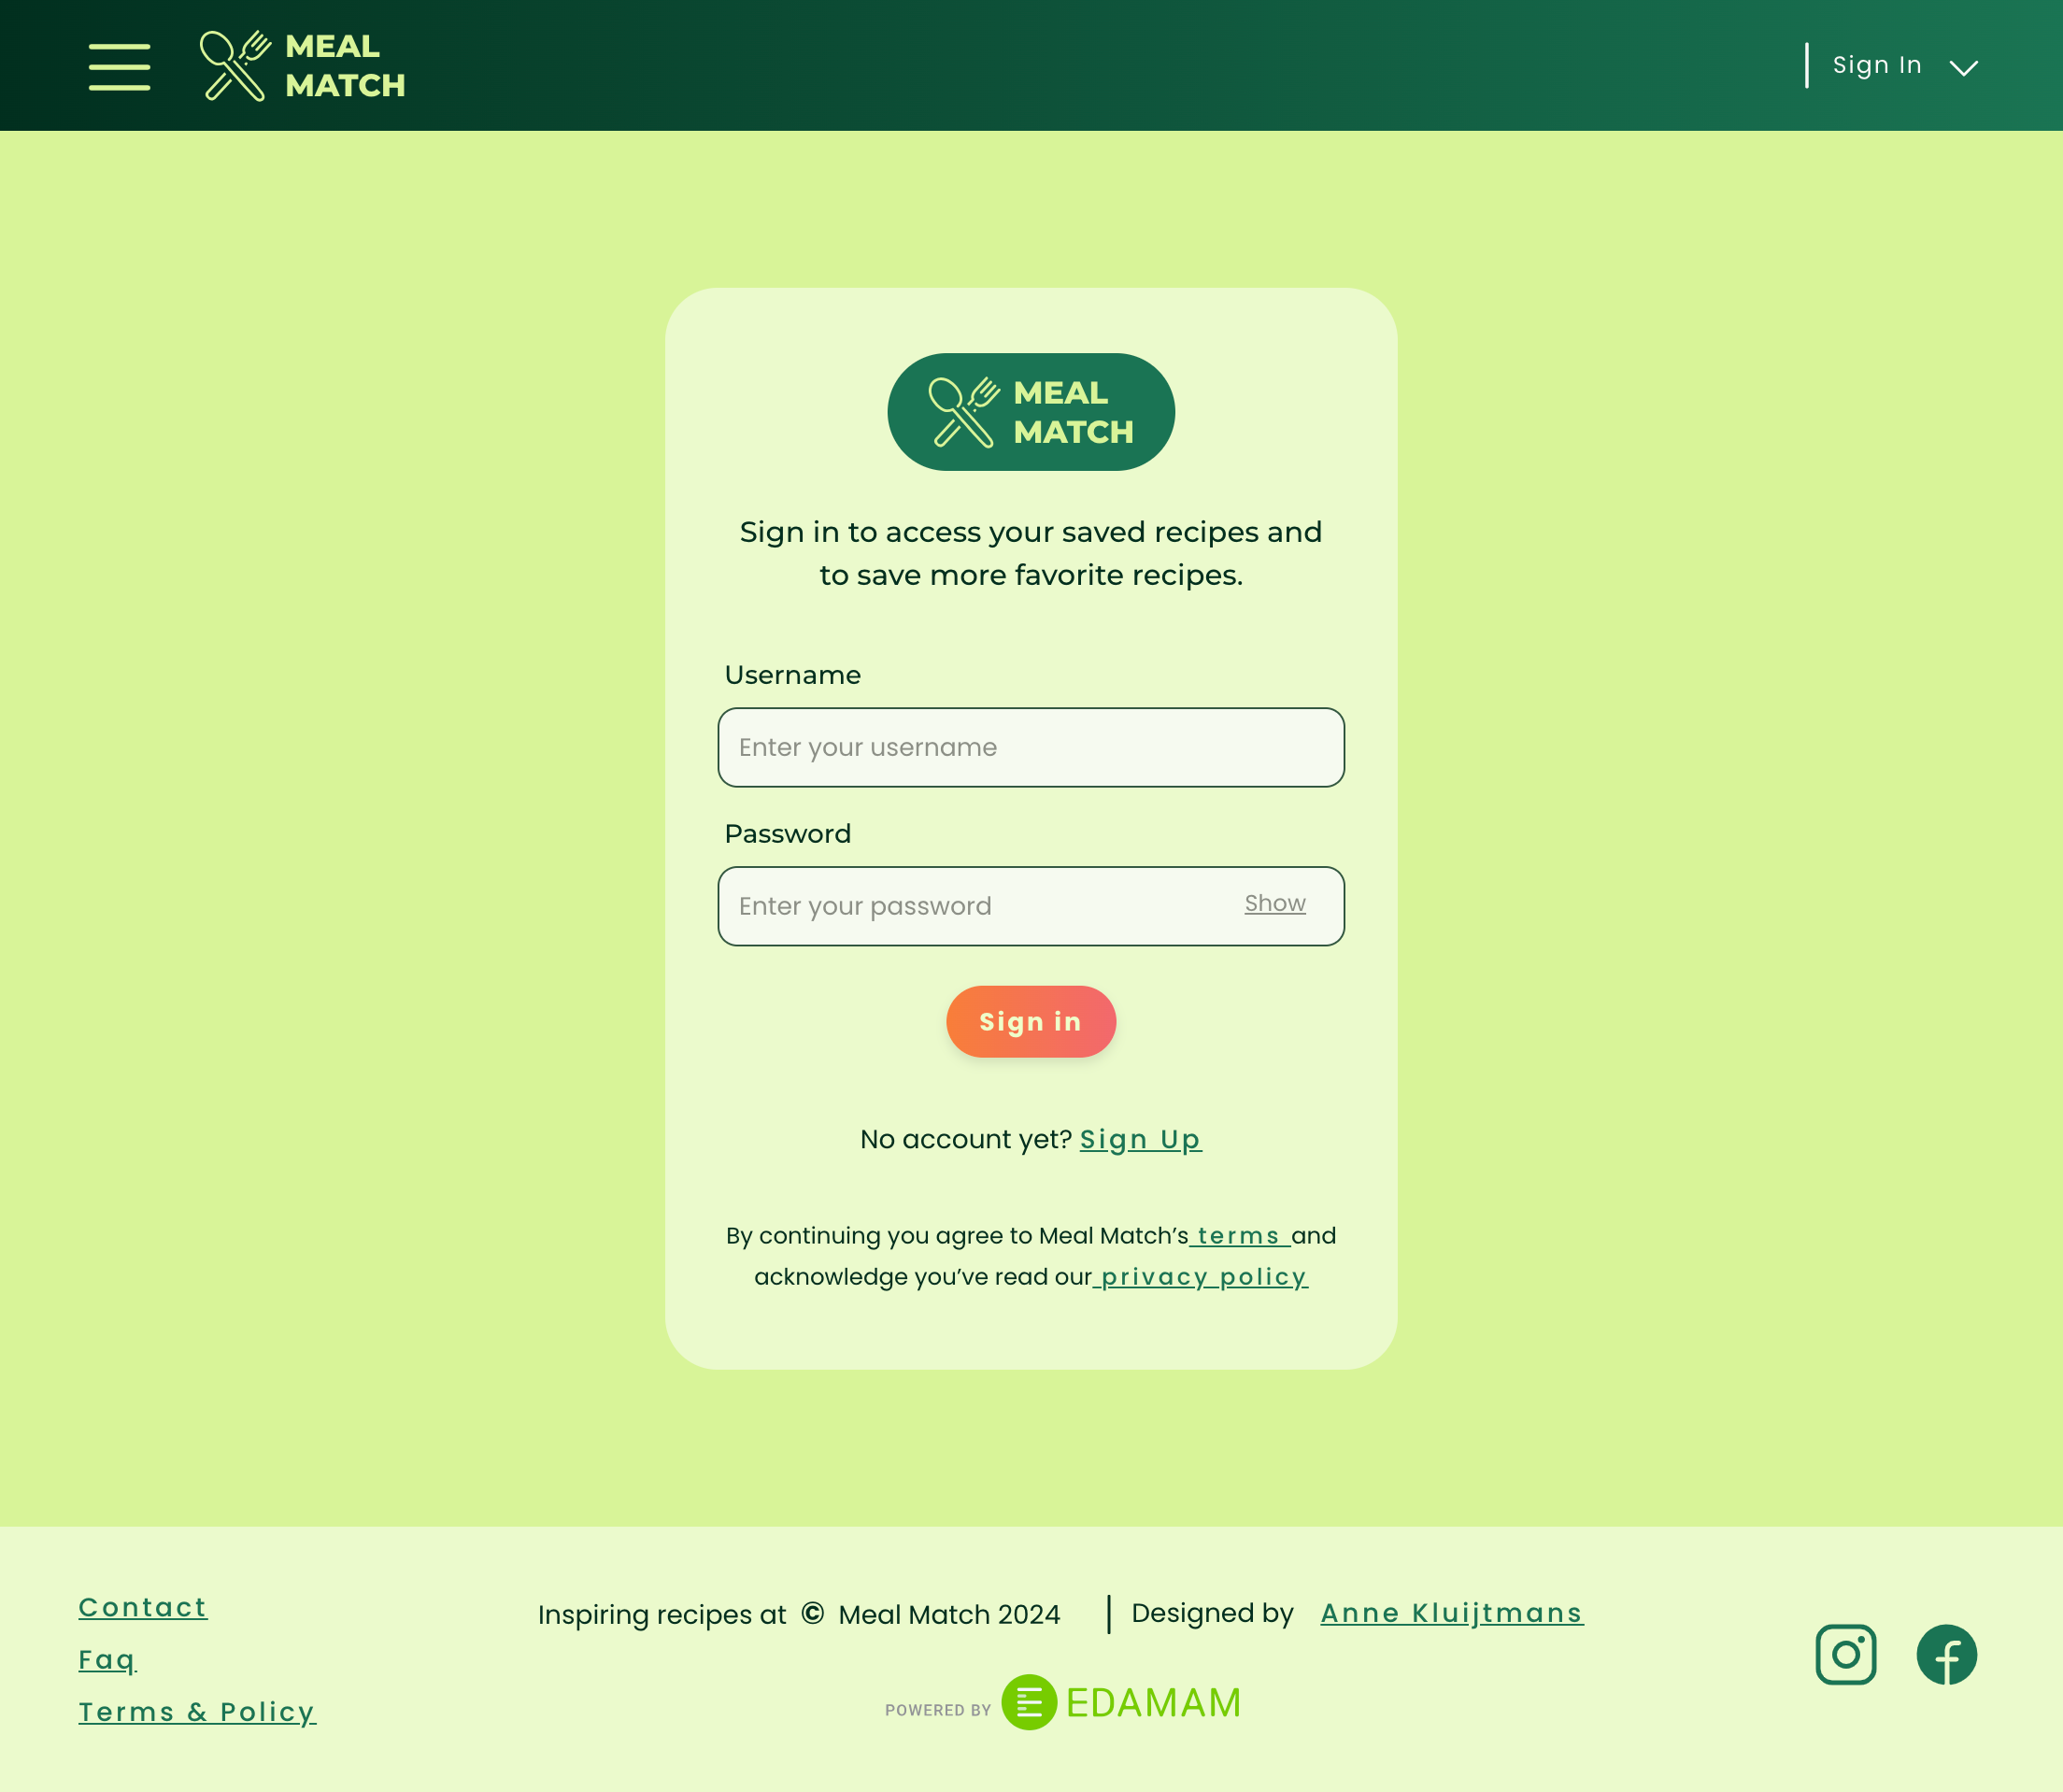 MEAL
MATCH
Sign In
MEAL
MATCH
Sign in to access your saved recipes and
to save more favorite recipes.
Username
Enter your username
Password
Enter your password
Show
Sign in
No account yet? Sign Up
By continuing you agree to Meal Match’s terms and
acknowledge you’ve read our privacy policy
Contact
Faq
Terms & Policy
Inspiring recipes at © Meal Match 2024
Designed by Anne Kluijtmans
POWERED BY EDAMAM